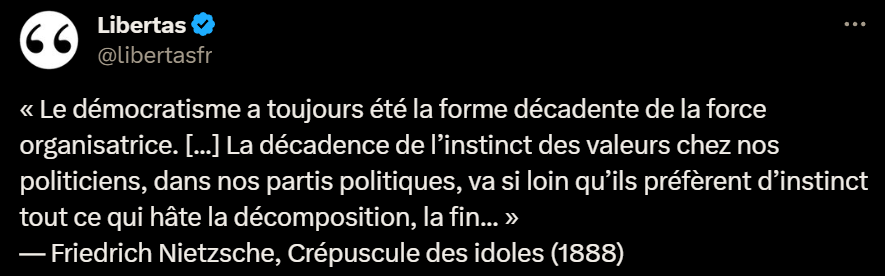 Libertas
@libertasfr
« Le démocratisme a toujours été la forme décadente de la force
organisatrice. [...] La décadence de l’instinct des valeurs chez nos
politiciens, dans nos partis politiques, va si loin qu’ils préfèrent d’instinct
tout ce qui hâte la décomposition, la fin... »
— Friedrich Nietzsche, Crépuscule des idoles (1888)